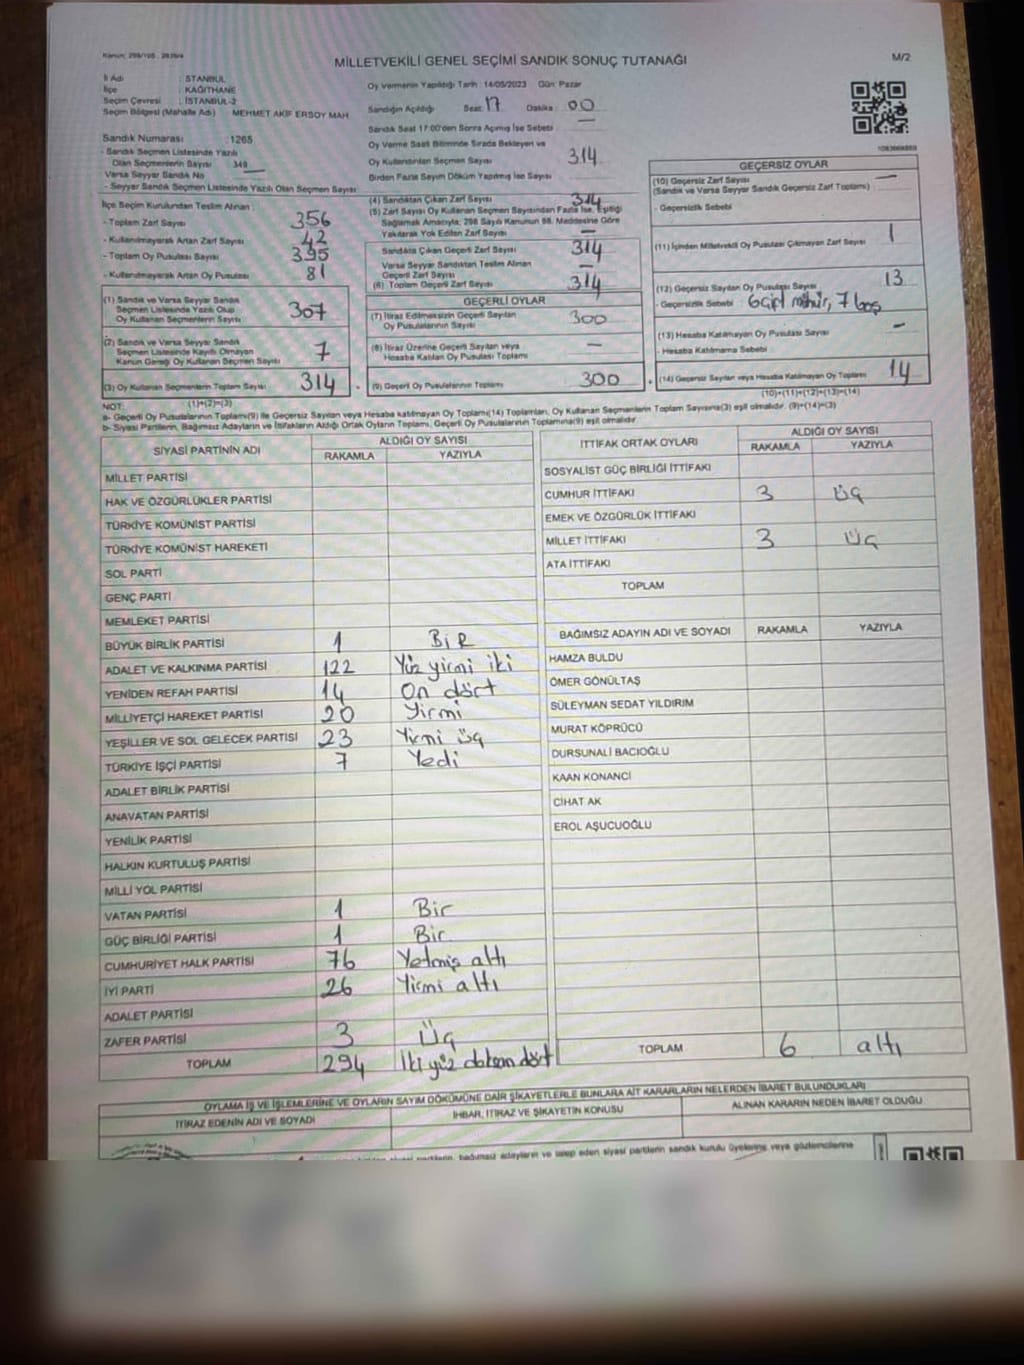 Kanun: 298/105 , 2839/4
MİLLETVEKİLİ GENEL SEÇİMİ SANDIK SONUÇ TUTANAĞI
M/2
İl Adı : STANBUL
İlçe : KAĞITHANE
Seçim Çevresi : İSTANBUL-2
Seçim Bölgesi (Mahalle Adı) MEHMET AKİF ERSOY MAH
Sandık Numarası :1265
- Sandık Seçmen Listesinde Yazılı
Olan Seçmenlerin Sayısı 349
Varsa Seyyar Sandık No
- Seyyar Sandık Seçmen Listesinde Yazılı Olan Seçmen Sayısı
Oy Vermenin Yapıldığı Tarih : 14/05/2023 Gün: Pazar
Sandığın Açıldığı Saat: 17 Dakika : 00
Sandık Saat 17:00'den Sonra Açılmış İse Sebebi
Oy Verme Saati Bitiminde Sırada Bekleyen ve
Oy Kullandırılan Seçmen Sayısı 314
Birden Fazla Sayım Döküm Yapılmış İse Sayısı
İlçe Seçim Kurulundan Teslim Alınan :
- Toplam Zarf Sayısı 356
- Kullanılmayarak Artan Zarf Sayısı 42
- Toplam Oy Pusulası Sayısı 395
- Kullanılmayarak Artan Oy Pusulası 81
(1) Sandık ve Varsa Seyyar Sandık
Seçmen Listesinde Yazılı Olup
Oy Kullanan Seçmenlerin Sayısı 307
(2) Sandık ve Varsa Seyyar Sandık
Seçmen Listesinde Kayıtlı Olmayan
Kanun Gereği Oy Kullanan Seçmen Sayısı 7
(3) Oy Kullanan Seçmenlerin Toplam Sayısı 314
(1)+(2)=(3)
(4) Sandıktan Çıkan Zarf Sayısı 314
(5) Zarf Sayısı Oy Kullanan Seçmen Sayısından Fazla İse, Eşitliği
Sağlamak Amacıyla; 298 Sayılı Kanunun 98. Maddesine Göre
Yakılarak Yok Edilen Zarf Sayısı —
Sandıkta Çıkan Geçerli Zarf Sayısı 314
Varsa Seyyar Sandıktan Teslim Alınan
Geçerli Zarf Sayısı —
(6) Toplam Geçerli Zarf Sayısı 314
GEÇERLİ OYLAR
(7) İtiraz Edilmeksizin Geçerli Sayılan
Oy Pusulalarının Sayısı 300
(8) İtiraz Üzerine Geçerli Sayılan veya
Hesaba Katılan Oy Pusulası Toplamı —
(9) Geçerli Oy Pusulalarının Toplamı 300
1083668869
GEÇERSİZ OYLAR
(10) Geçersiz Zarf Sayısı —
(Sandık ve Varsa Seyyar Sandık Geçersiz Zarf Toplamı)
- Geçersizlik Sebebi
(11) İçinden Milletvekili Oy Pusulası Çıkmayan Zarf Sayısı 1
(12) Geçersiz Sayılan Oy Pusulası Sayısı 13
- Geçersizlik Sebebi 6 çift mühür, 7 boş
(13) Hesaba Katılmayan Oy Pusulası Sayısı —
- Hesaba Katılmama Sebebi
(14) Geçersiz Sayılan veya Hesaba Katılmayan Oy Toplamı 14
(10)+(11)+(12)+(13)=(14)
NOT:
a- Geçerli Oy Pusulalarının Toplamı(9) ile Geçersiz Sayılan veya Hesaba katılmayan Oy Toplamı(14) Toplamları, Oy Kullanan Seçmenlerin Toplam Sayısına(3) eşit olmalıdır. (9)+(14)=(3)
b- Siyasi Partilerin, Bağımsız Adayların ve İttifakların Aldığı Ortak Oyların Toplamı, Geçerli Oy Pusulalarının Toplamına(9) eşit olmalıdır.
SİYASİ PARTİNİN ADI
ALDIĞI OY SAYISI
RAKAMLA YAZIYLA
MİLLET PARTİSİ
HAK VE ÖZGÜRLÜKLER PARTİSİ
TÜRKİYE KOMÜNİST PARTİSİ
TÜRKİYE KOMÜNİST HAREKETİ
SOL PARTİ
GENÇ PARTİ
MEMLEKET PARTİSİ
BÜYÜK BİRLİK PARTİSİ 1 BİR
ADALET VE KALKINMA PARTİSİ 122 Yüz yirmi iki
YENİDEN REFAH PARTİSİ 14 On dört
MİLLİYETÇİ HAREKET PARTİSİ 20 Yirmi
YEŞİLLER VE SOL GELECEK PARTİSİ 23 Yirmi üç
TÜRKİYE İŞÇİ PARTİSİ 7 Yedi
ADALET BİRLİK PARTİSİ
ANAVATAN PARTİSİ
YENİLİK PARTİSİ
HALKIN KURTULUŞ PARTİSİ
MİLLİ YOL PARTİSİ
VATAN PARTİSİ 1 Bir
GÜÇ BİRLİĞİ PARTİSİ 1 Bir
CUMHURİYET HALK PARTİSİ 76 Yetmiş altı
İYİ PARTİ 26 Yirmi altı
ADALET PARTİSİ
ZAFER PARTİSİ 3 Üç
TOPLAM 294 İki yüz doksan dört
İTTİFAK ORTAK OYLARI
ALDIĞI OY SAYISI
RAKAMLA YAZIYLA
SOSYALİST GÜÇ BİRLİĞİ İTTİFAKI
CUMHUR İTTİFAKI 3 Üç
EMEK VE ÖZGÜRLÜK İTTİFAKI
MİLLET İTTİFAKI 3 Üç
ATA İTTİFAKI
TOPLAM
BAĞIMSIZ ADAYIN ADI VE SOYADI RAKAMLA YAZIYLA
HAMZA BULDU
ÖMER GÖNÜLTAŞ
SÜLEYMAN SEDAT YILDIRIM
MURAT KÖPRÜCÜ
DURSUNALİ BACIOĞLU
KAAN KONANCİ
CİHAT AK
EROL AŞUCUOĞLU
TOPLAM 6 altı
OYLAMA İŞ VE İŞLEMLERİNE VE OYLARIN SAYIM DÖKÜMÜNE DAİR ŞİKAYETLERLE BUNLARA AİT KARARLARIN NELERDEN İBARET BULUNDUKLARI
İTİRAZ EDENİN ADI VE SOYADI İHBAR, İTİRAZ VE ŞİKAYETİN KONUSU ALINAN KARARIN NEDEN İBARET OLDUĞU
siyasi partilerin, bağımsız adayların ve talep eden siyasi partilerin sandık kurulu üyelerine veya gözlemcilerine